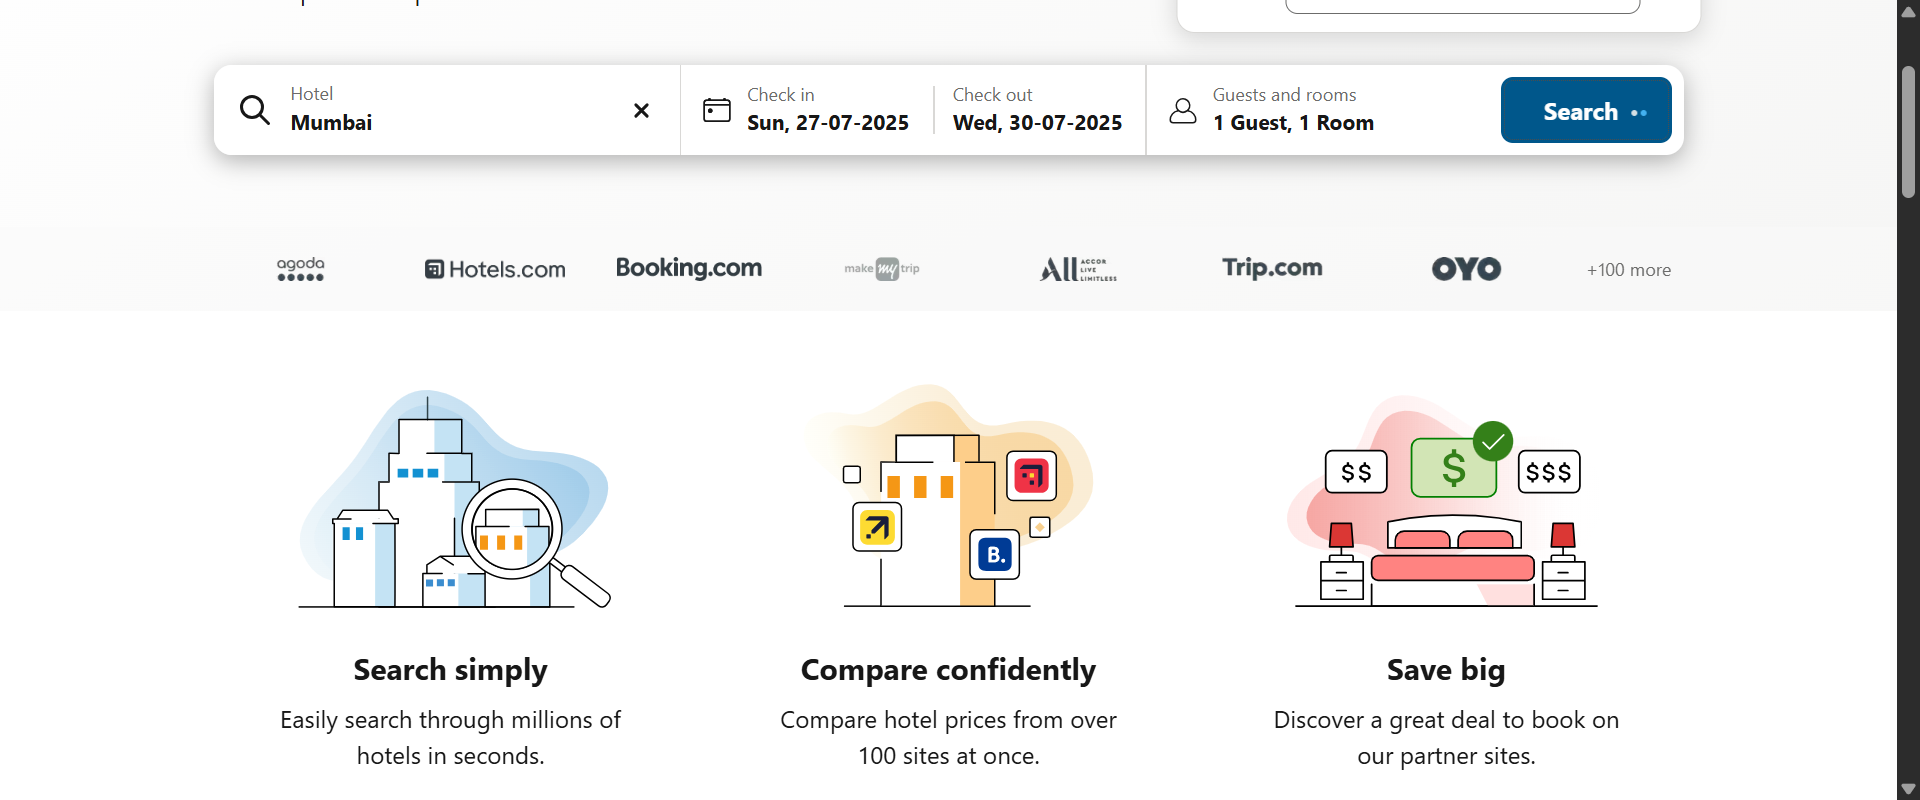 Hotel
Mumbai
Check in
Sun, 27-07-2025
Check out
Wed, 30-07-2025
Guests and rooms
1 Guest, 1 Room
Search
agoda
Hotels.com
Booking.com
make my trip
All ACCOR LIVE LIMITLESS
Trip.com
OYO
+100 more
$$
$
$$$
B.
Search simply
Easily search through millions of
hotels in seconds.
Compare confidently
Compare hotel prices from over
100 sites at once.
Save big
Discover a great deal to book on
our partner sites.